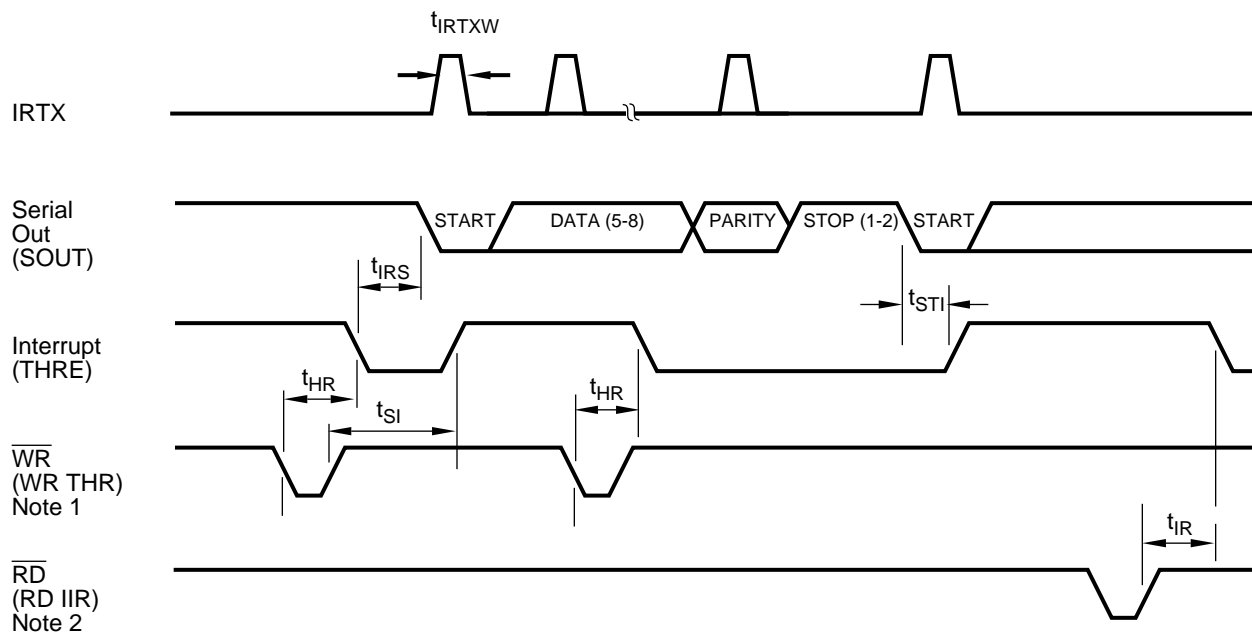 tIRTXW
IRTX
Serial
Out
(SOUT)
START
DATA (5-8)
PARITY
STOP (1-2)
START
tIRS
tSTI
Interrupt
(THRE)
tHR
tSI
tHR
WR
(WR THR)
Note 1
tIR
RD
(RD IIR)
Note 2